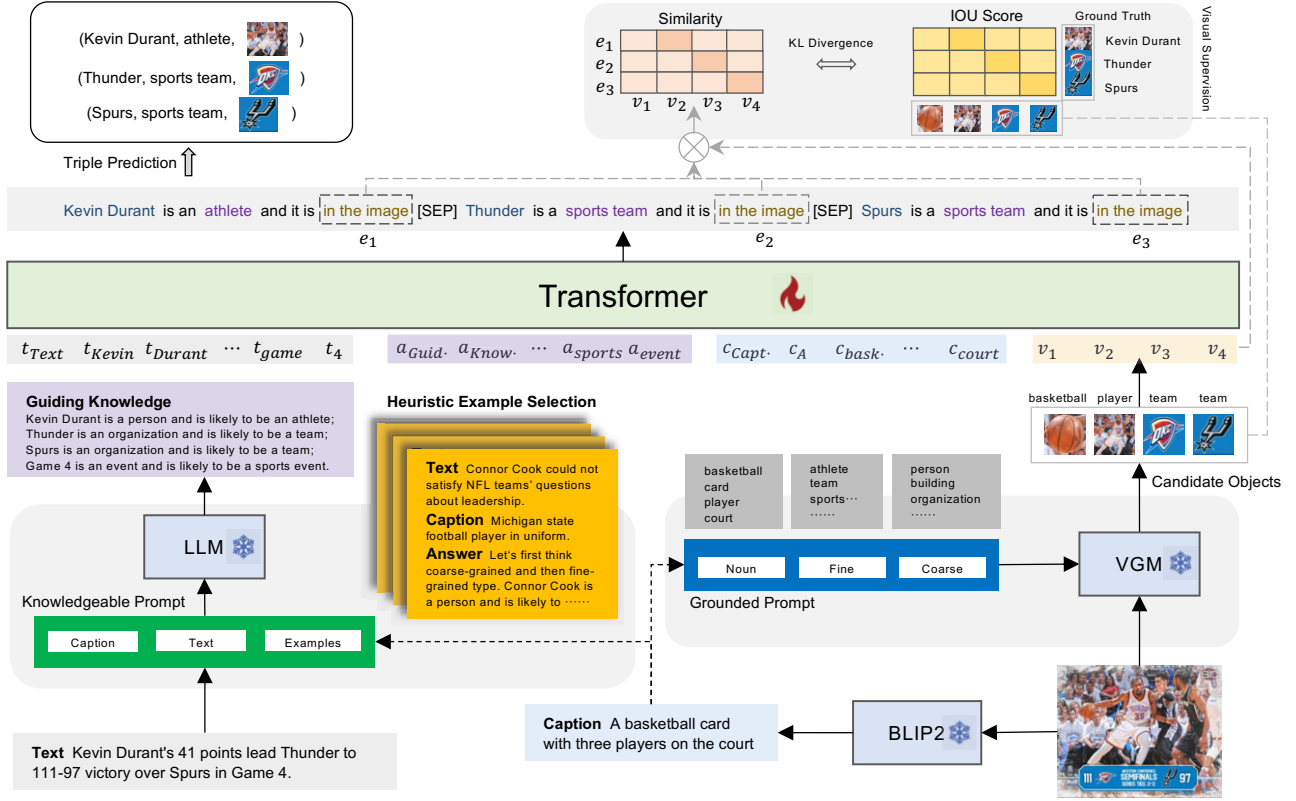 (Kevin Durant, athlete, )
(Thunder, sports team, )
(Spurs, sports team, )
Triple Prediction
Similarity
e1
e2
e3
v1 v2 v3 v4
KL Divergence
IOU Score
Ground Truth
Kevin Durant
Thunder
Spurs
Visual Supervision
Kevin Durant is an athlete and it is in the image [SEP] Thunder is a sports team and it is in the image [SEP] Spurs is a sports team and it is in the image
e1 e2 e3
Transformer
tText tKevin tDurant ⋯ tgame t4
aGuid. aKnow. ⋯ asports aevent
cCapt. cA cbask. ⋯ ccourt
v1 v2 v3 v4
Guiding Knowledge
Kevin Durant is a person and is likely to be an athlete;
Thunder is an organization and is likely to be a team;
Spurs is an organization and is likely to be a team;
Game 4 is an event and is likely to be a sports event.
Heuristic Example Selection
Text Connor Cook could not
satisfy NFL teams' questions
about leadership.
Caption Michigan state
football player in uniform.
Answer Let's first think
coarse-grained and then fine-
grained type. Connor Cook is
a person and is likely to ⋯⋯
basketball player team team
Candidate Objects
basketball
card
player
court
athlete
team
sports⋯
⋯⋯
person
building
organization
⋯⋯
LLM
Knowledgeable Prompt
Caption Text Examples
Noun Fine Coarse
Grounded Prompt
VGM
Text Kevin Durant's 41 points lead Thunder to
111-97 victory over Spurs in Game 4.
Caption A basketball card
with three players on the court
BLIP2
111 97
SEMIFINALS